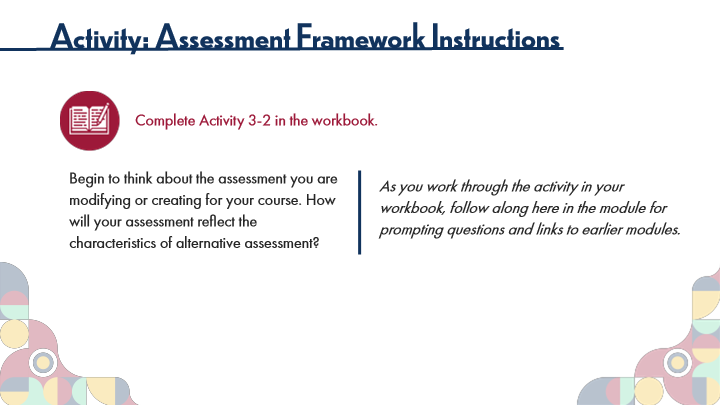 Activity: Assessment Framework Instructions
Complete Activity 3-2 in the workbook.
Begin to think about the assessment you are
modifying or creating for your course. How
will your assessment reflect the
characteristics of alternative assessment?
As you work through the activity in your
workbook, follow along here in the module for
prompting questions and links to earlier modules.